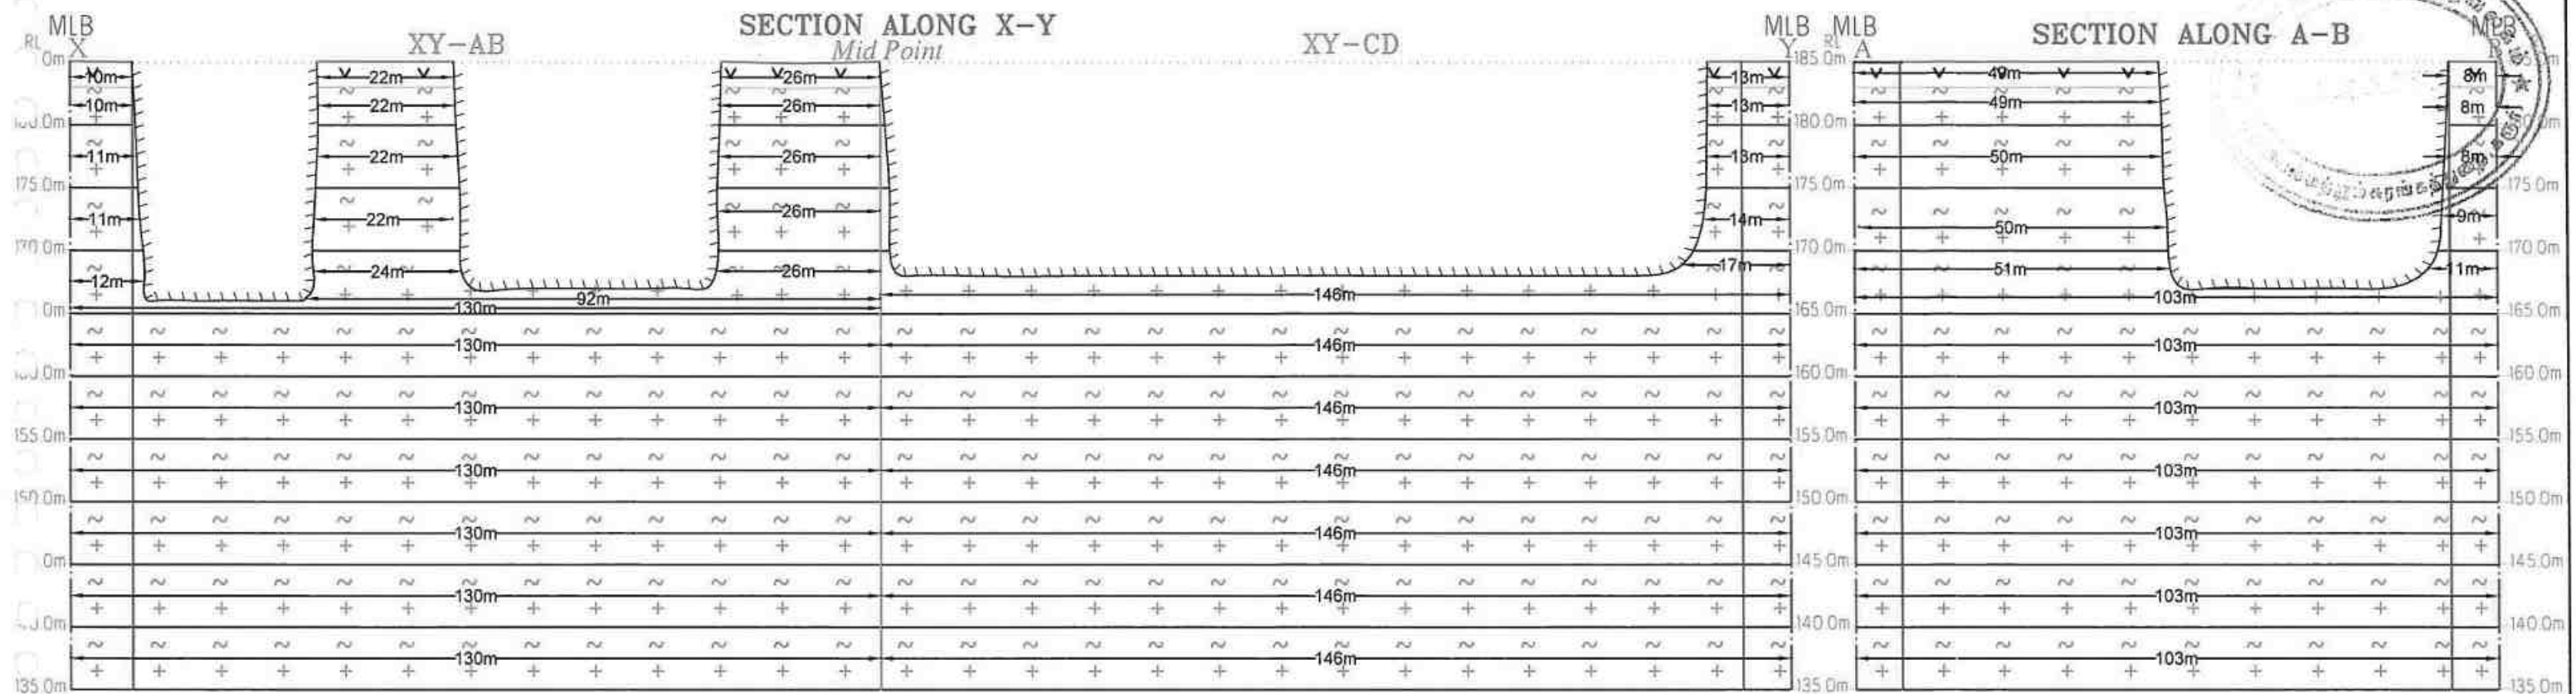 MLB SECTION ALONG X-Y MLB MLB SECTION ALONG A-B
RL X XY-AB Mid Point XY-CD Y RL A
0m 185.0m
10m 22m 26m 13m 49m 8m
10m 22m 26m 13m 49m 8m
180.0m
11m 22m 26m 13m 50m 8m
175.0m 175.0m 175.0m
11m 22m 26m 14m 50m 9m
170.0m 170.0m 170.0m
12m 24m 26m 17m 51m 11m
92m 146m 103m
130m
0m 165.0m 165.0m
130m 146m 103m
160.0m 160.0m
130m 146m 103m
155.0m 155.0m 155.0m
130m 146m 103m
150.0m 150.0m 150.0m
130m 146m 103m
0m 145.0m 145.0m
130m 146m 103m
140.0m 140.0m
130m 146m 103m
135.0m 135.0m 135.0m